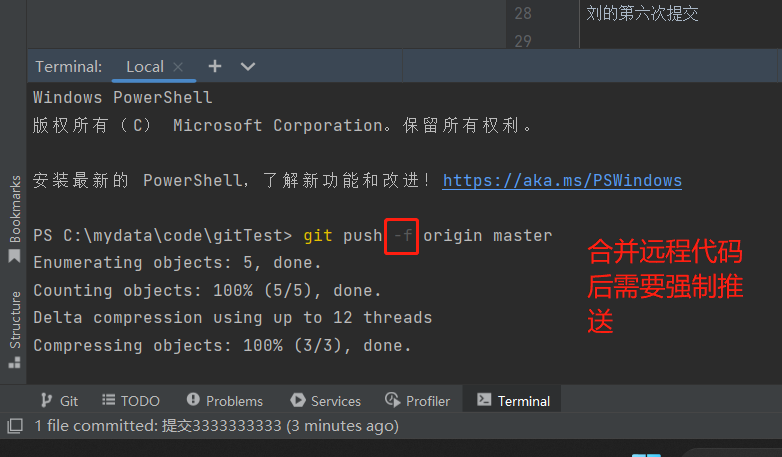 28
刘的第六次提交
29
Terminal: Local
Windows PowerShell
版权所有（C） Microsoft Corporation。保留所有权利。
安装最新的 PowerShell，了解新功能和改进！https://aka.ms/PSWindows
PS C:\mydata\code\gitTest> git push -f origin master
Enumerating objects: 5, done.
Counting objects: 100% (5/5), done.
Delta compression using up to 12 threads
Compressing objects: 100% (3/3), done.
合并远程代码
后需要强制推
送
Bookmarks
Structure
Git TODO Problems Services Profiler Terminal
1 file committed: 提交3333333333 (3 minutes ago)